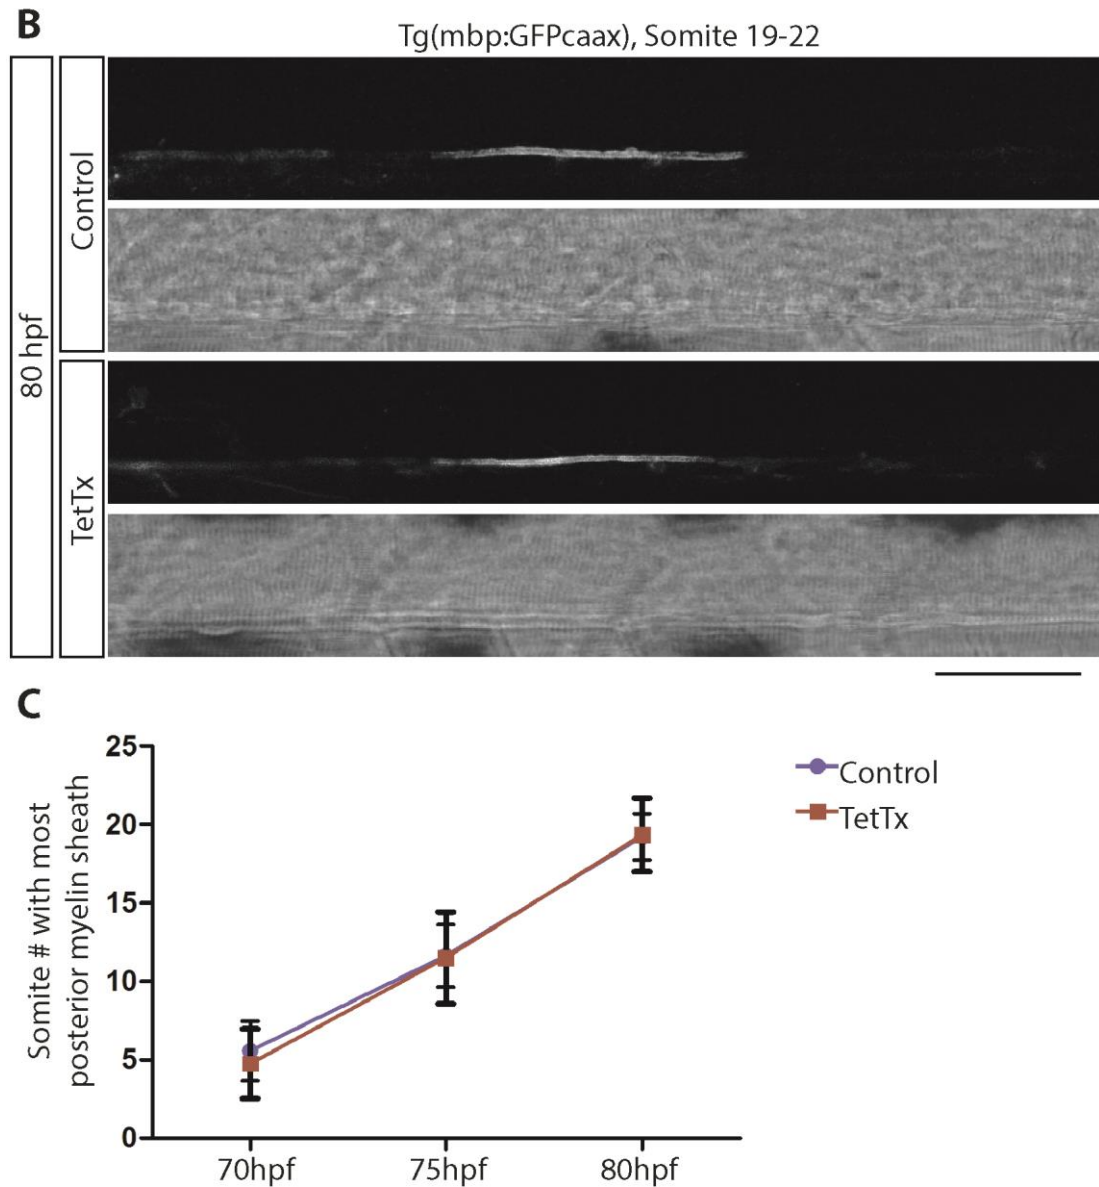 B
Tg(mbp:GFPcaax), Somite 19-22
80 hpf
Control
TetTx
C
Somite # with most
posterior myelin sheath
25
20
15
10
5
0
70hpf
75hpf
80hpf
Control
TetTx